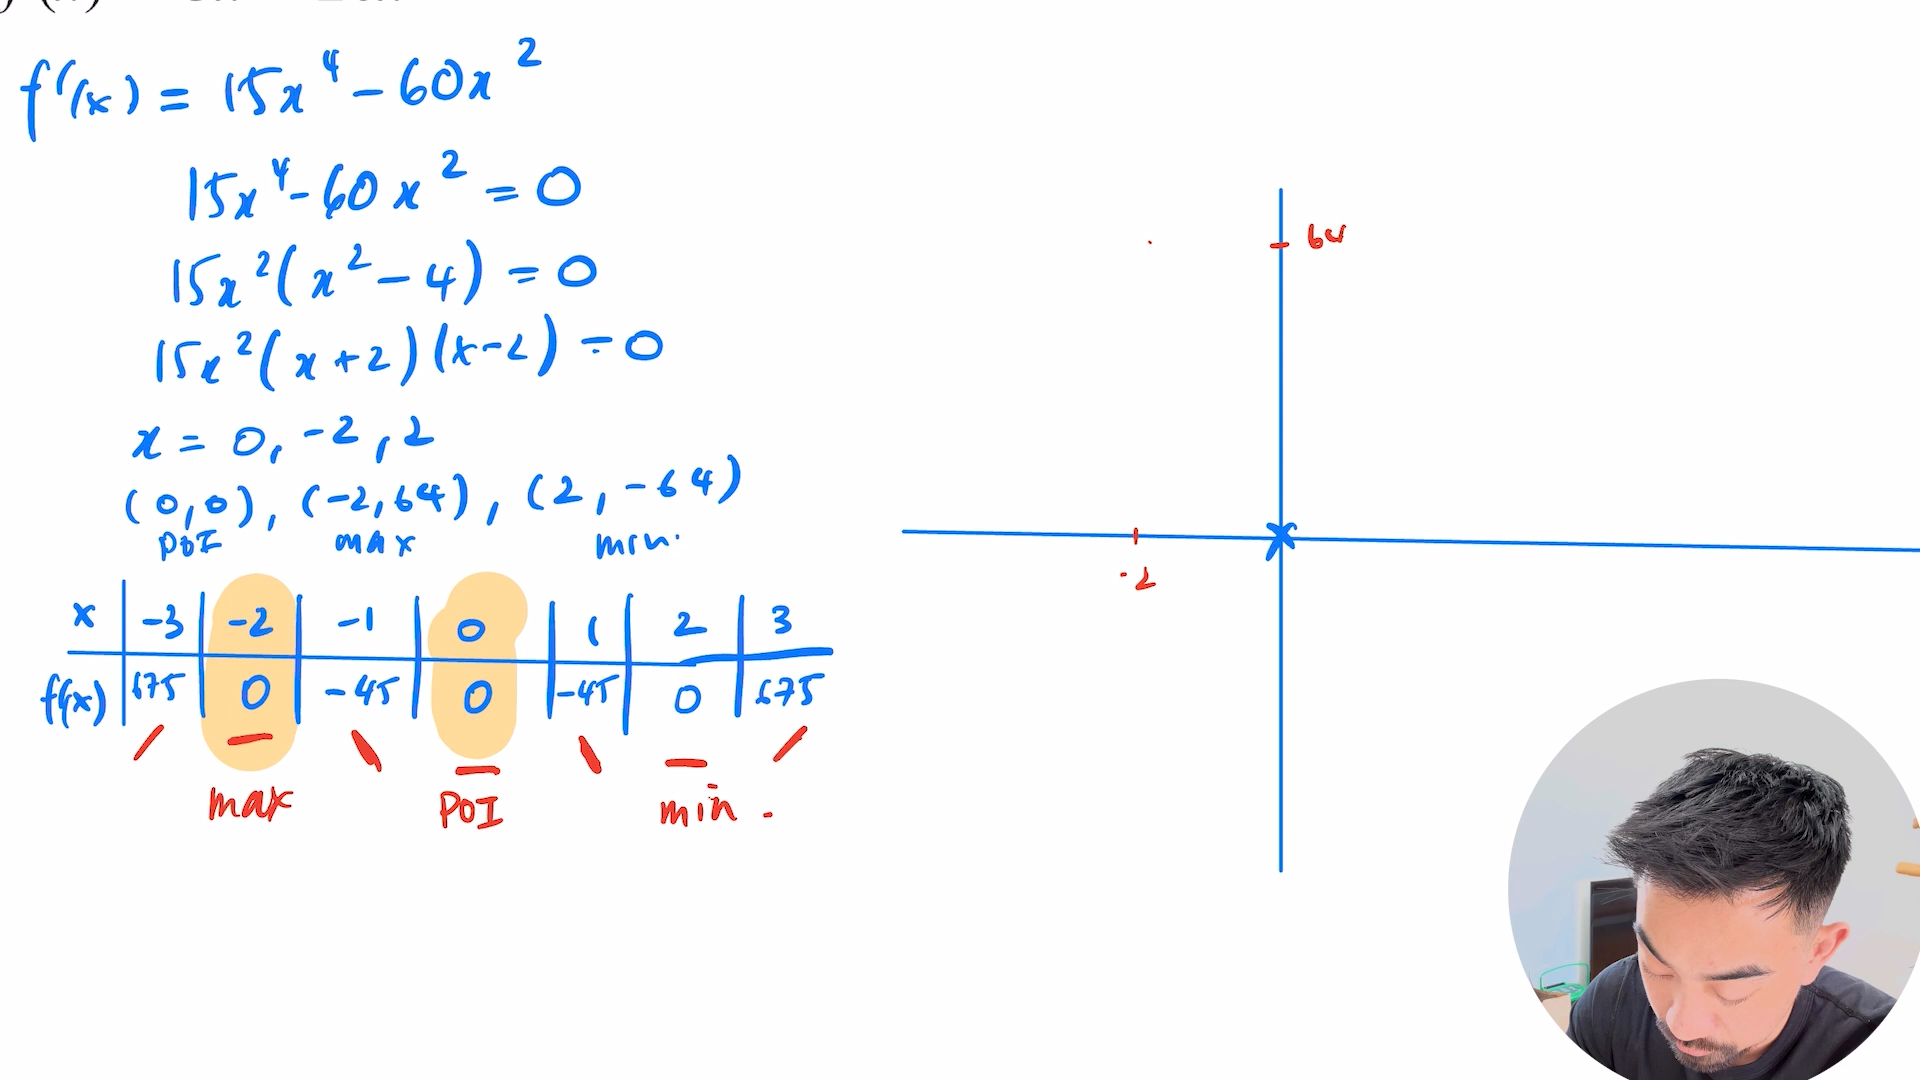 f'(x) = 15x⁴ - 60x²
15x⁴ - 60x² = 0
15x²(x² - 4) = 0
15x²(x+2)(x-2) = 0
x = 0, -2, 2
(0,0), (-2,64), (2,-64)
POI max min.
x -3 -2 -1 0 1 2 3
f(x) 675 0 -45 0 -45 0 675
max POI min.
64
-2